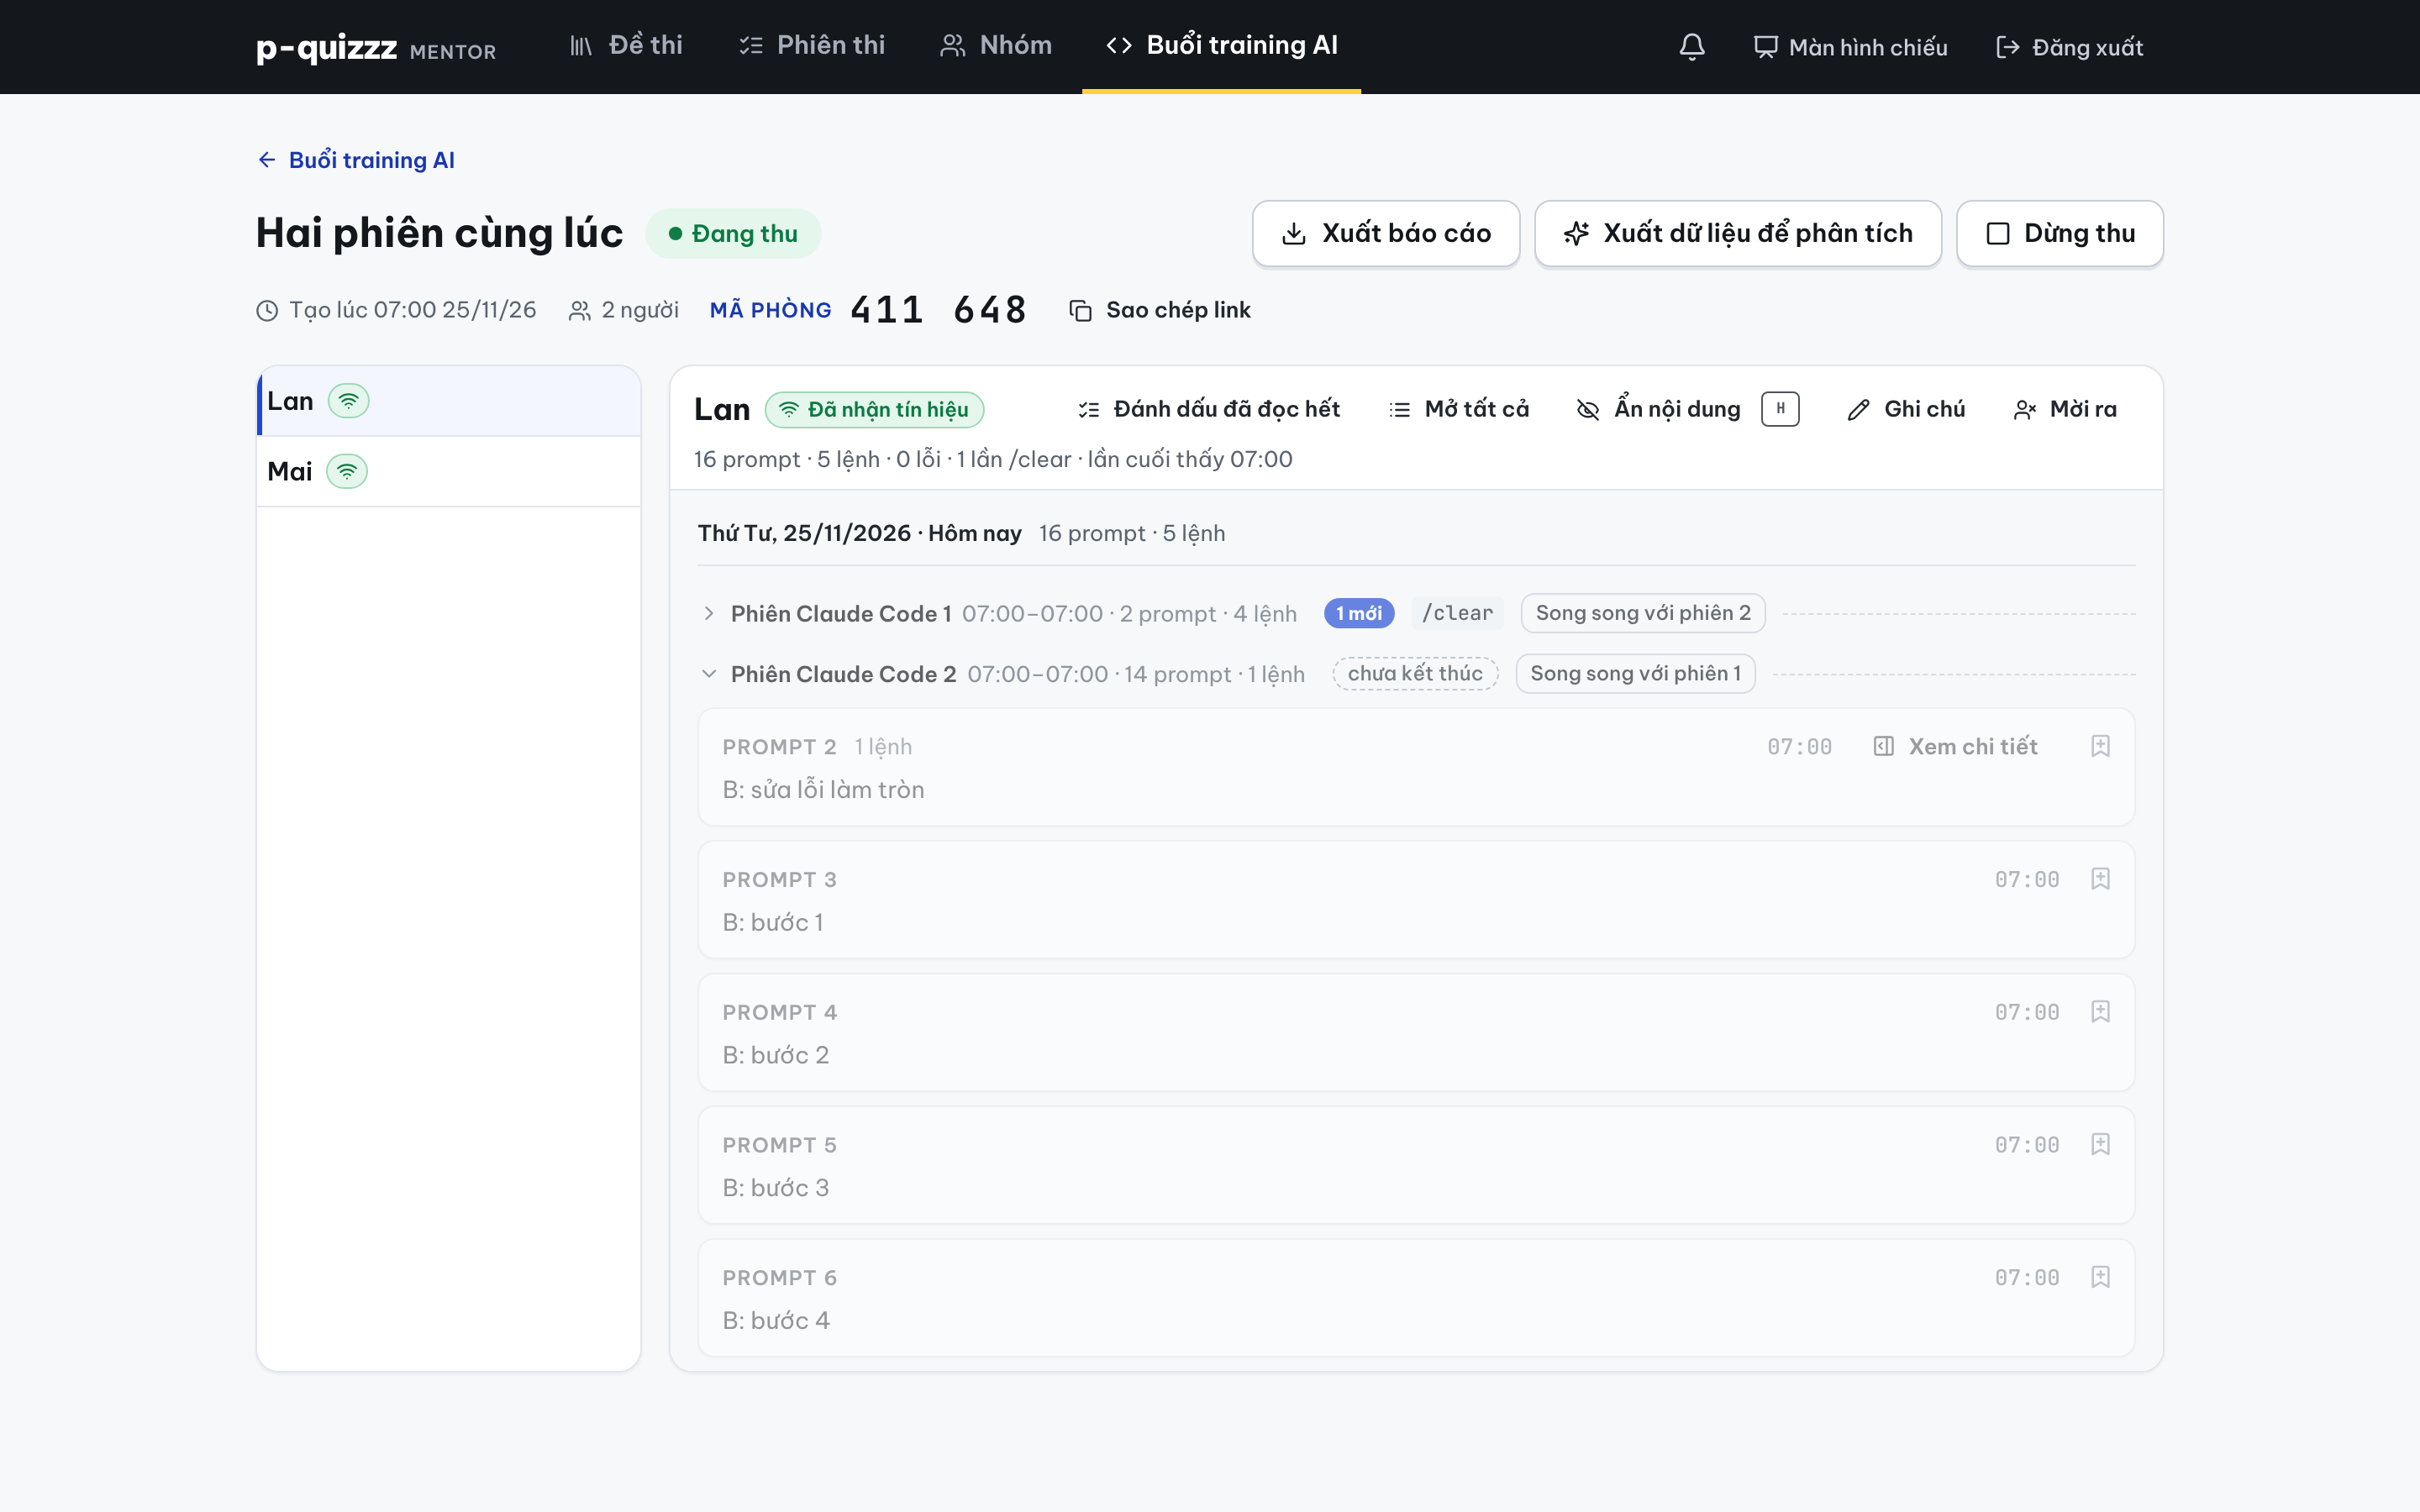 p-quizzz MENTOR Đề thi Phiên thi Nhóm Buổi training AI Màn hình chiếu Đăng xuất
Buổi training AI
Hai phiên cùng lúc Đang thu Xuất báo cáo Xuất dữ liệu để phân tích Dừng thu
Tạo lúc 07:00 25/11/26 2 người MÃ PHÒNG 411 648 Sao chép link
Lan
Mai
Lan Đã nhận tín hiệu Đánh dấu đã đọc hết Mở tất cả Ẩn nội dung H Ghi chú Mời ra
16 prompt · 5 lệnh · 0 lỗi · 1 lần /clear · lần cuối thấy 07:00
Thứ Tư, 25/11/2026 · Hôm nay 16 prompt · 5 lệnh
Phiên Claude Code 1 07:00–07:00 · 2 prompt · 4 lệnh 1 mới /clear Song song với phiên 2
Phiên Claude Code 2 07:00–07:00 · 14 prompt · 1 lệnh chưa kết thúc Song song với phiên 1
PROMPT 2 1 lệnh 07:00 Xem chi tiết
B: sửa lỗi làm tròn
PROMPT 3 07:00
B: bước 1
PROMPT 4 07:00
B: bước 2
PROMPT 5 07:00
B: bước 3
PROMPT 6 07:00
B: bước 4